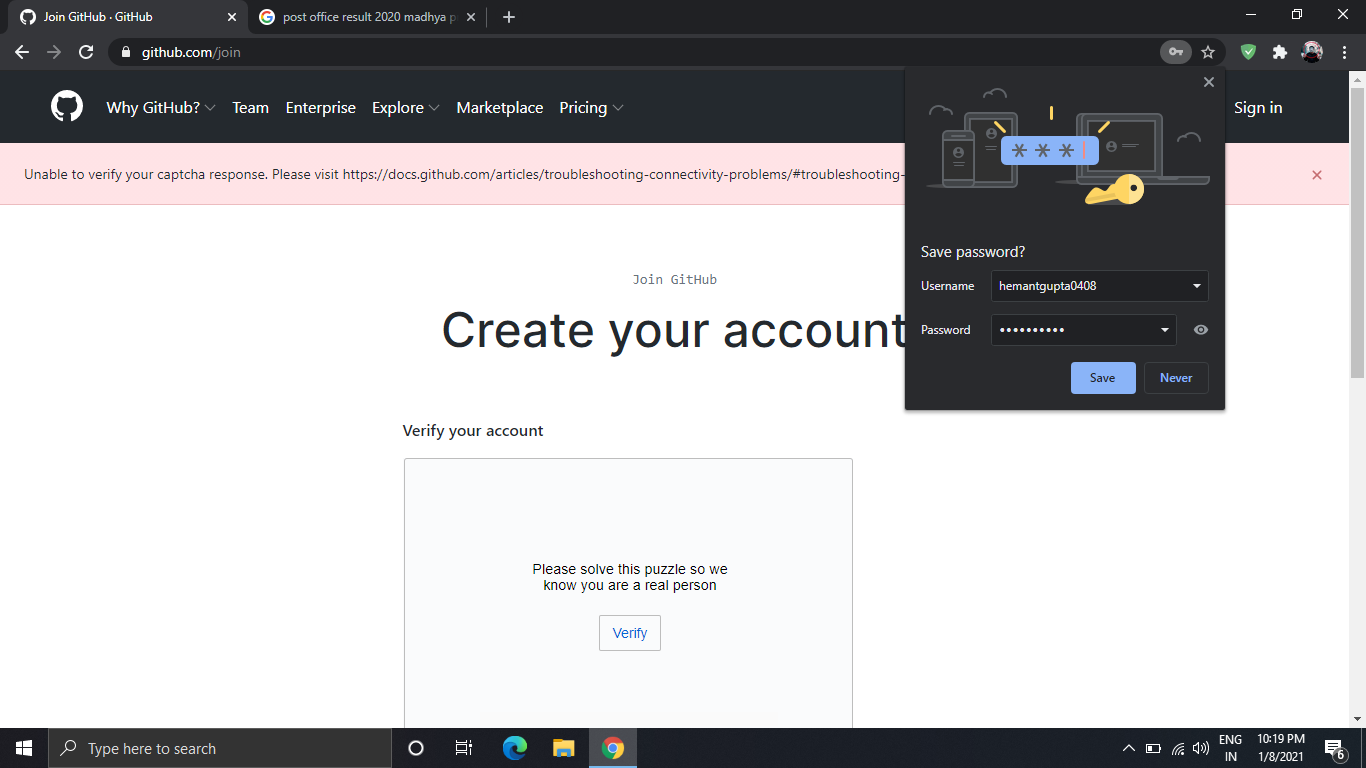 Join GitHub · GitHub
post office result 2020 madhya p
github.com/join
Why GitHub?
Team
Enterprise
Explore
Marketplace
Pricing
Sign in
Unable to verify your captcha response. Please visit https://docs.github.com/articles/troubleshooting-connectivity-problems/#troubleshooting-
Save password?
Username
hemantgupta0408
Password
Save
Never
Join GitHub
Create your account
Verify your account
Please solve this puzzle so we
know you are a real person
Verify
Type here to search
ENG
IN
10:19 PM
1/8/2021
6